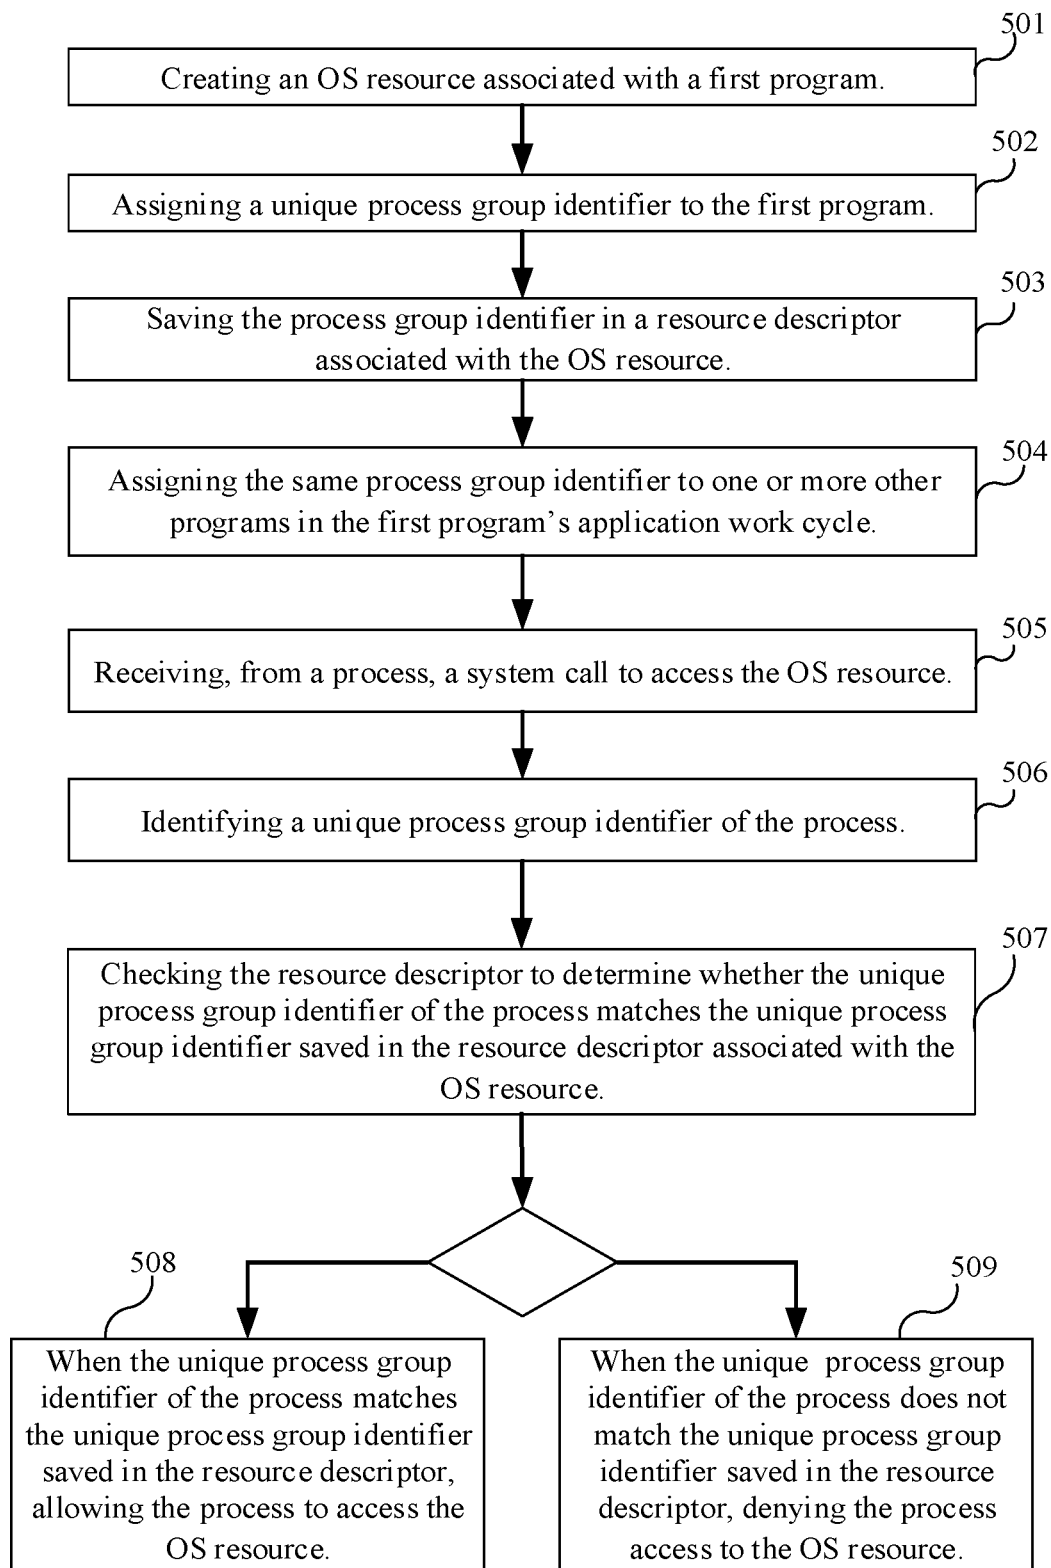 501
Creating an OS resource associated with a first program.
502
Assigning a unique process group identifier to the first program.
503
Saving the process group identifier in a resource descriptor
associated with the OS resource.
504
Assigning the same process group identifier to one or more other
programs in the first program’s application work cycle.
505
Receiving, from a process, a system call to access the OS resource.
506
Identifying a unique process group identifier of the process.
507
Checking the resource descriptor to determine whether the unique
process group identifier of the process matches the unique process
group identifier saved in the resource descriptor associated with the
OS resource.
508
When the unique process group
identifier of the process matches
the unique process group identifier
saved in the resource descriptor,
allowing the process to access the
OS resource.
509
When the unique process group
identifier of the process does not
match the unique process group
identifier saved in the resource
descriptor, denying the process
access to the OS resource.